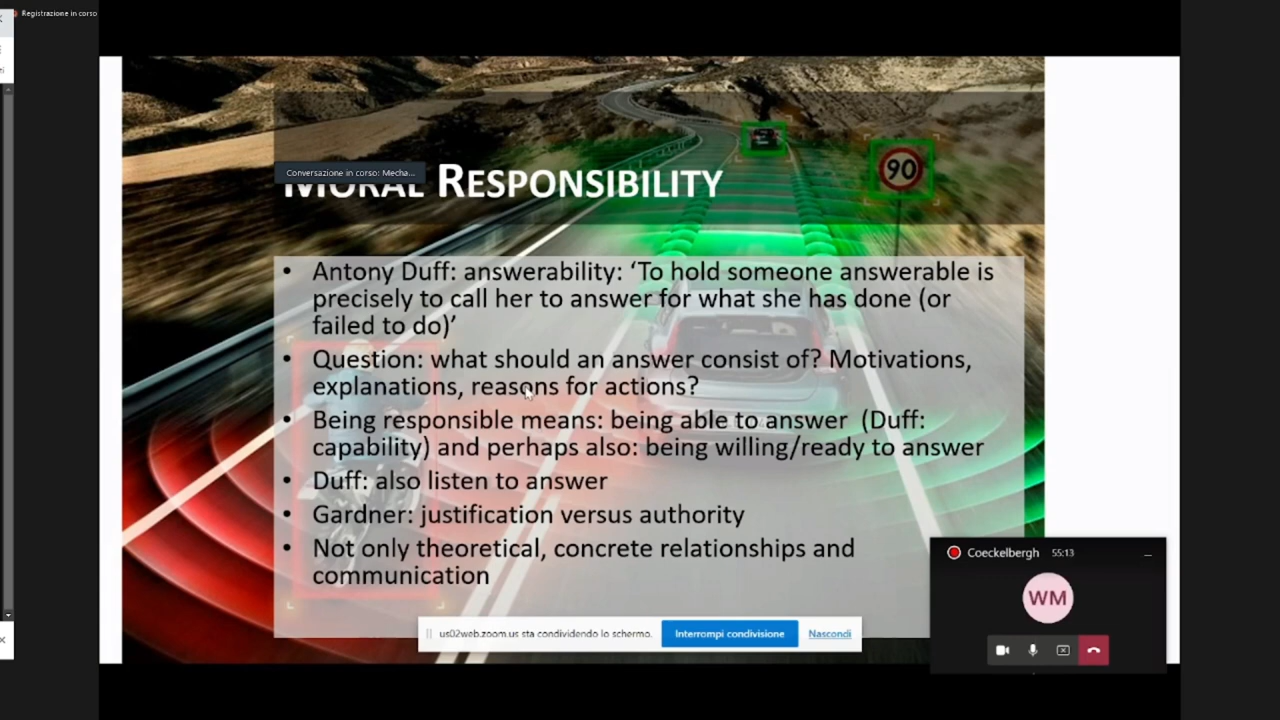 Registrazione in corso
Conversazione in corso: Mecha...
MORAL RESPONSIBILITY
90
• Antony Duff: answerability: ‘To hold someone answerable is
precisely to call her to answer for what she has done (or
failed to do)’
• Question: what should an answer consist of? Motivations,
explanations, reasons for actions?
• Being responsible means: being able to answer (Duff:
capability) and perhaps also: being willing/ready to answer
• Duff: also listen to answer
• Gardner: justification versus authority
• Not only theoretical, concrete relationships and
communication
Coeckelbergh 55:13
WM
us02web.zoom.us sta condividendo lo schermo. Interrompi condivisione Nascondi